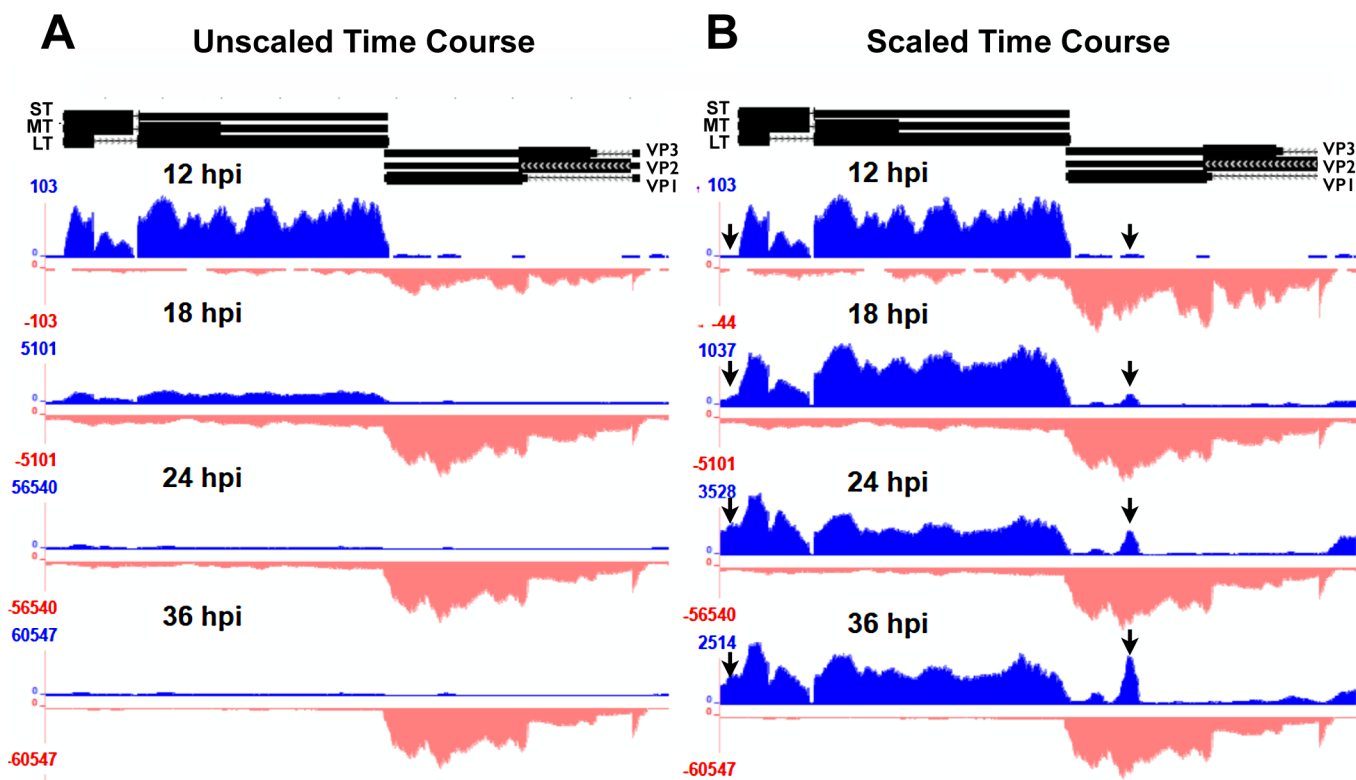 A
Unscaled Time Course
ST
MT
LT
VP3
VP2
VP1
12 hpi
103
0
0
-103
18 hpi
5101
0
0
-5101
24 hpi
56540
0
0
-56540
36 hpi
60547
0
0
-60547
B
Scaled Time Course
ST
MT
LT
VP3
VP2
VP1
12 hpi
103
0
0
-44
18 hpi
1037
0
0
-5101
24 hpi
3528
0
0
-56540
36 hpi
2514
0
0
-60547